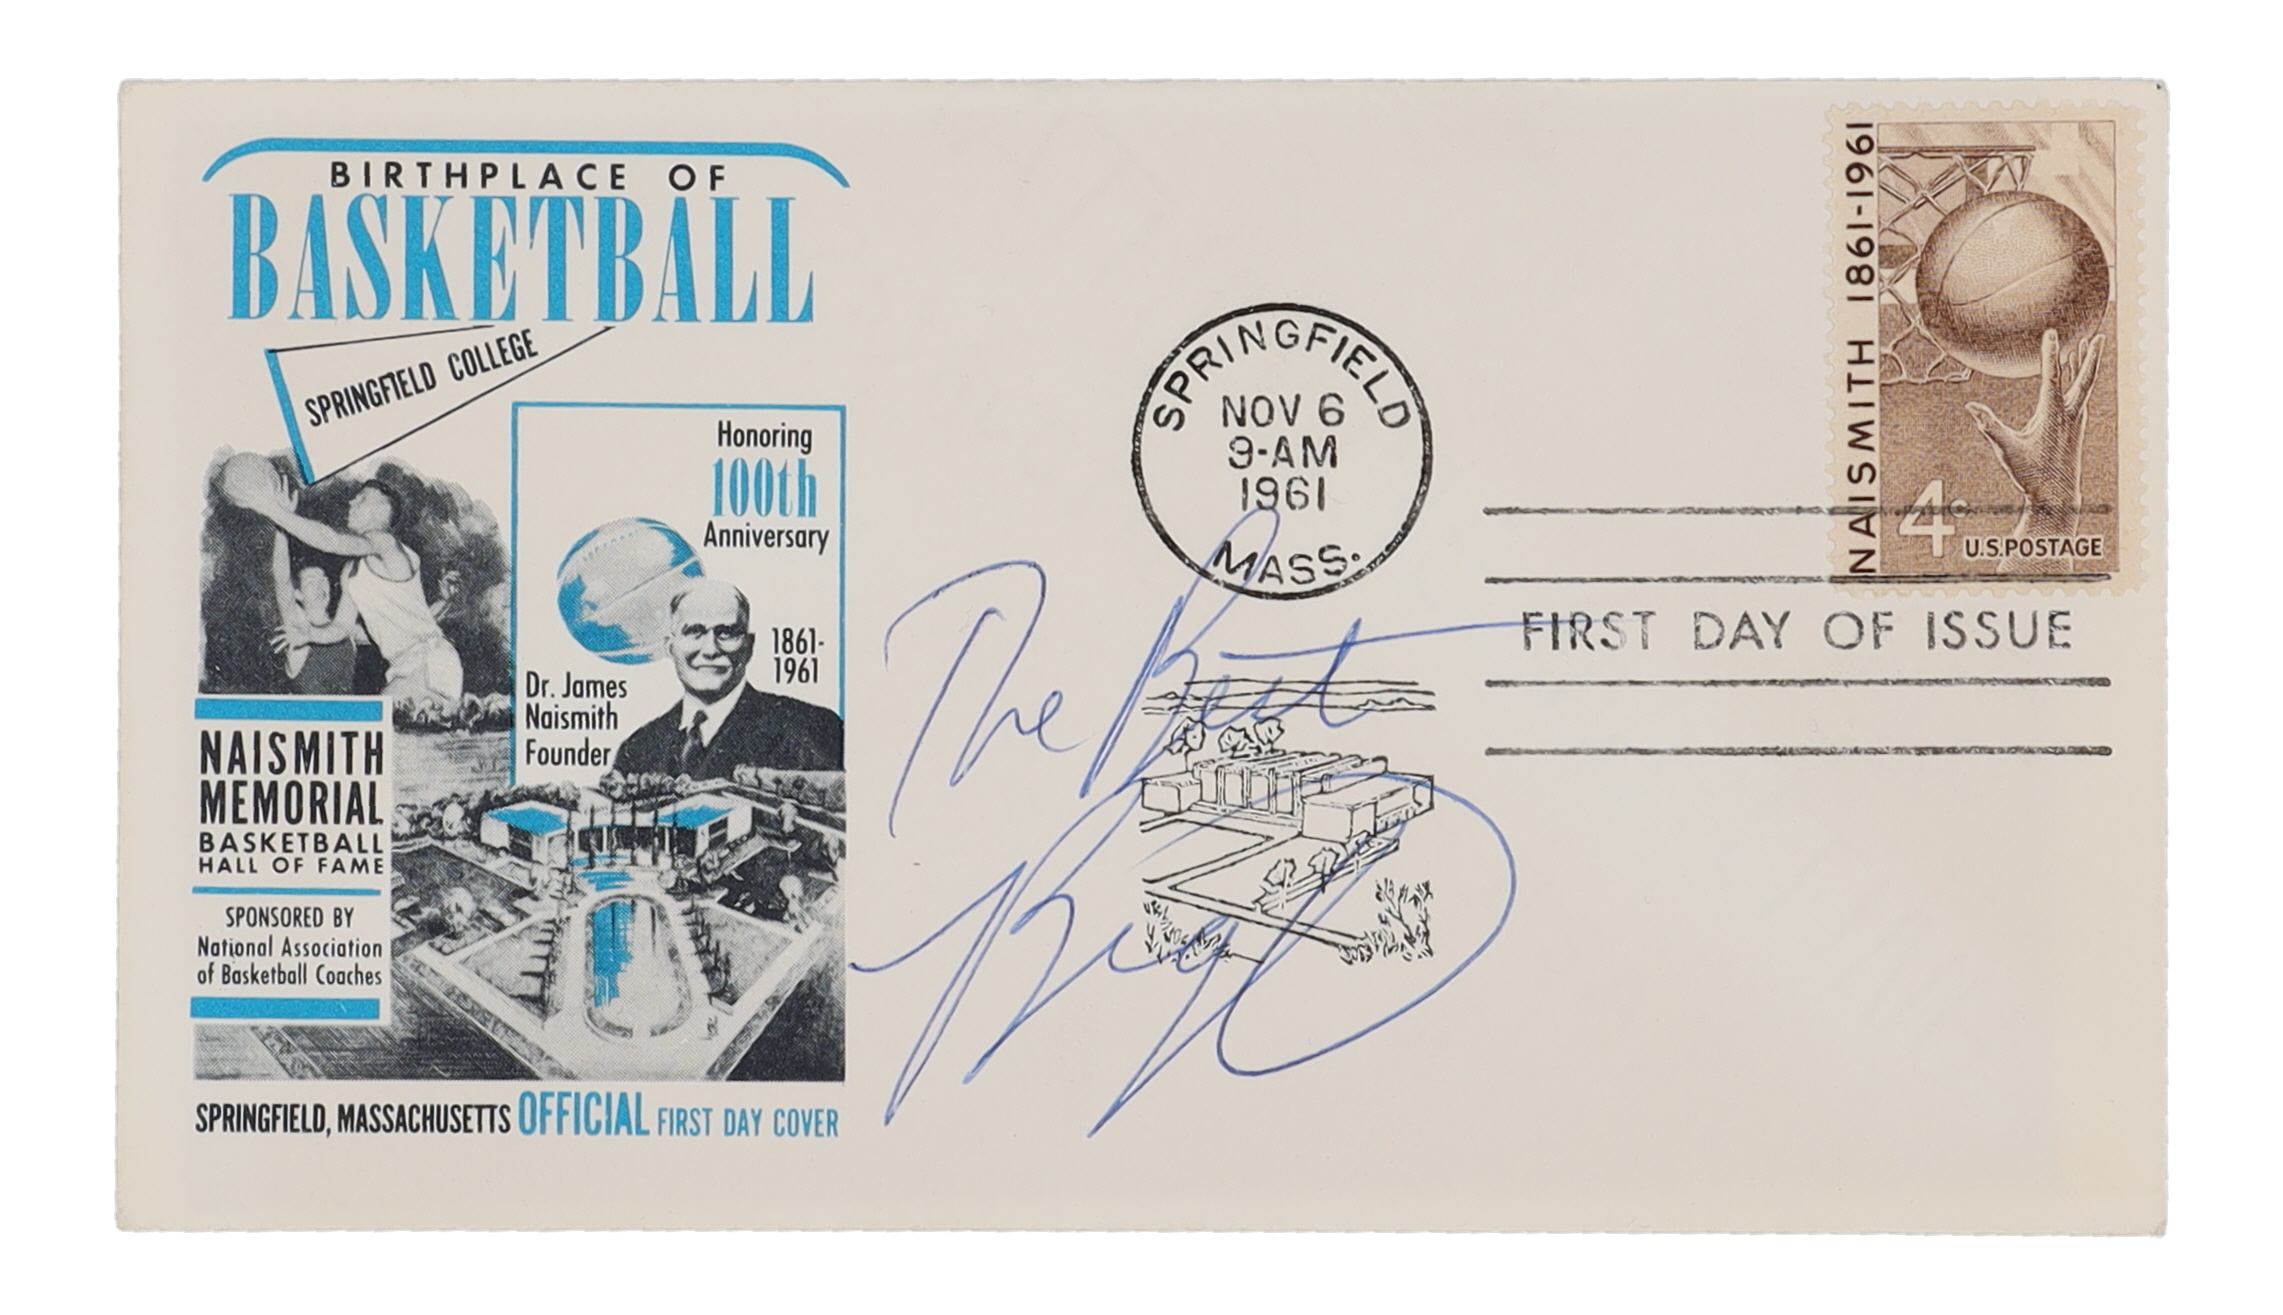 BIRTHPLACE OF
BASKETBALL
SPRINGFIELD COLLEGE
Honoring
100th
Anniversary
1861-
1961
Dr. James
Naismith
Founder
NAISMITH
MEMORIAL
BASKETBALL
HALL OF FAME
SPONSORED BY
National Association
of Basketball Coaches
SPRINGFIELD, MASSACHUSETTS OFFICIAL FIRST DAY COVER
SPRINGFIELD
NOV 6
9-AM
1961
MASS.
The Best
NAISMITH 1861-1961
4c
U.S.POSTAGE
FIRST DAY OF ISSUE